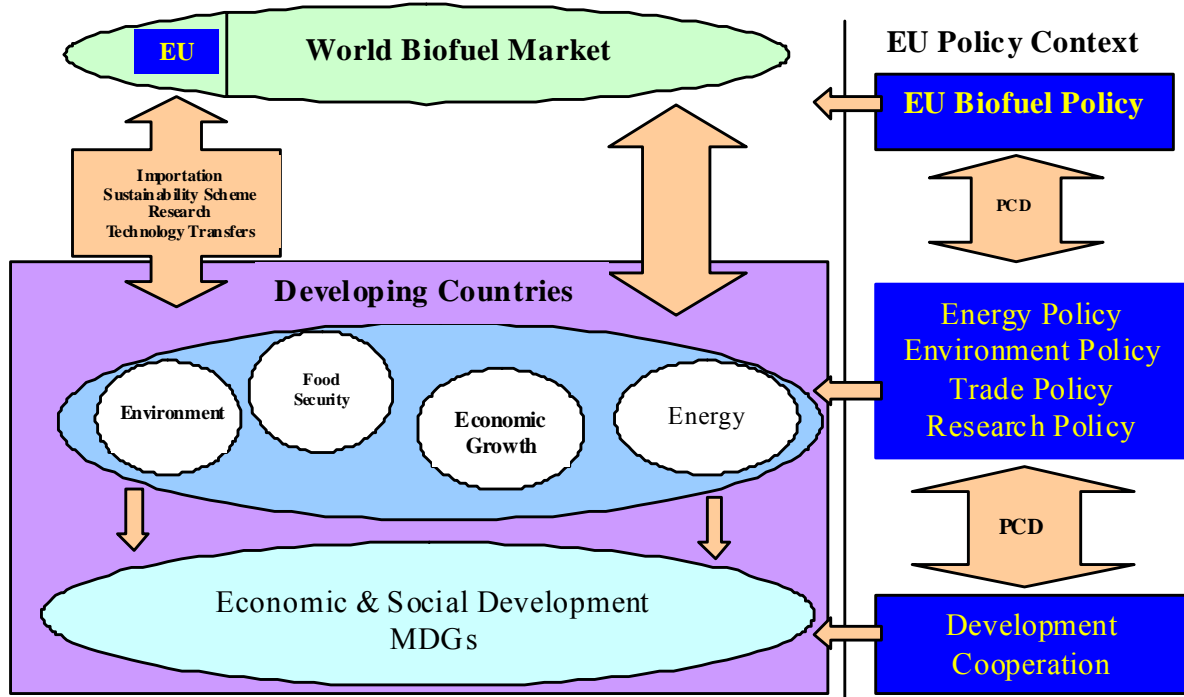 EU
World Biofuel Market
EU Policy Context
EU Biofuel Policy
Importation
Sustainability Scheme
Research
Technology Transfers
PCD
Developing Countries
Environment
Food
Security
Economic
Growth
Energy
Energy Policy
Environment Policy
Trade Policy
Research Policy
PCD
Economic & Social Development
MDGs
Development
Cooperation